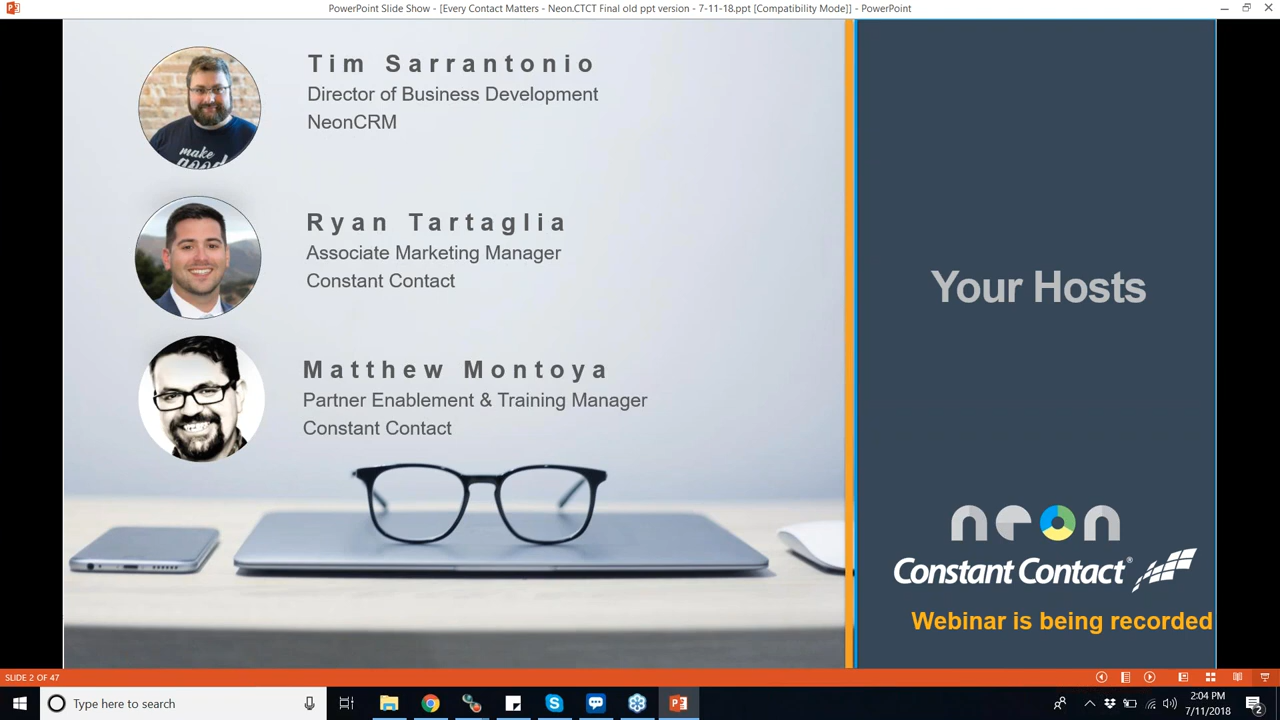 PowerPoint Slide Show - [Every Contact Matters - Neon.CTCT Final old ppt version - 7-11-18.ppt [Compatibility Mode]] - PowerPoint
Tim Sarrantonio
Director of Business Development
NeonCRM
make
good
Ryan Tartaglia
Associate Marketing Manager
Constant Contact
Matthew Montoya
Partner Enablement & Training Manager
Constant Contact
Your Hosts
neon
Constant Contact®
Webinar is being recorded
SLIDE 2 OF 47
Type here to search
2:04 PM
7/11/2018
2